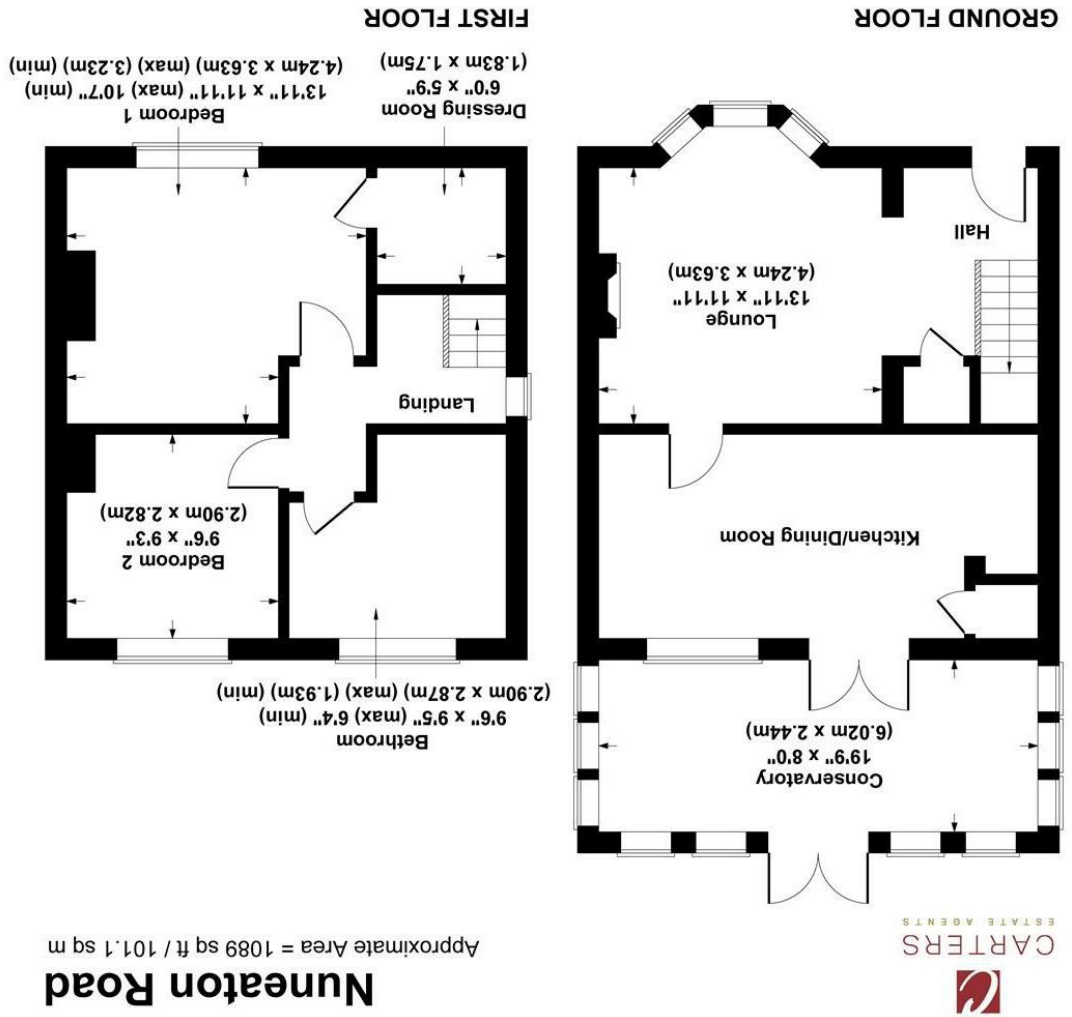 CARTERS
ESTATE AGENTS
Nuneaton Road
Approximate Area = 1089 sq ft / 101.1 sq m
Conservatory
19'9" x 8'0"
(6.02m x 2.44m)
Kitchen/Dining Room
Lounge
13'11" x 11'11"
(4.24m x 3.63m)
Hall
GROUND FLOOR
Bethroom
9'6" x 9'5" (max) 6'4" (min)
(2.90m x 2.87m) (max) (1.93m) (min)
Bedroom 2
9'6" x 9'3"
(2.90m x 2.82m)
Landing
Dressing Room
6'0" x 5'9"
(1.83m x 1.75m)
Bedroom 1
13'11" x 11'11" (max) 10'7" (min)
(4.24m x 3.63m) (max) (3.23m) (min)
FIRST FLOOR